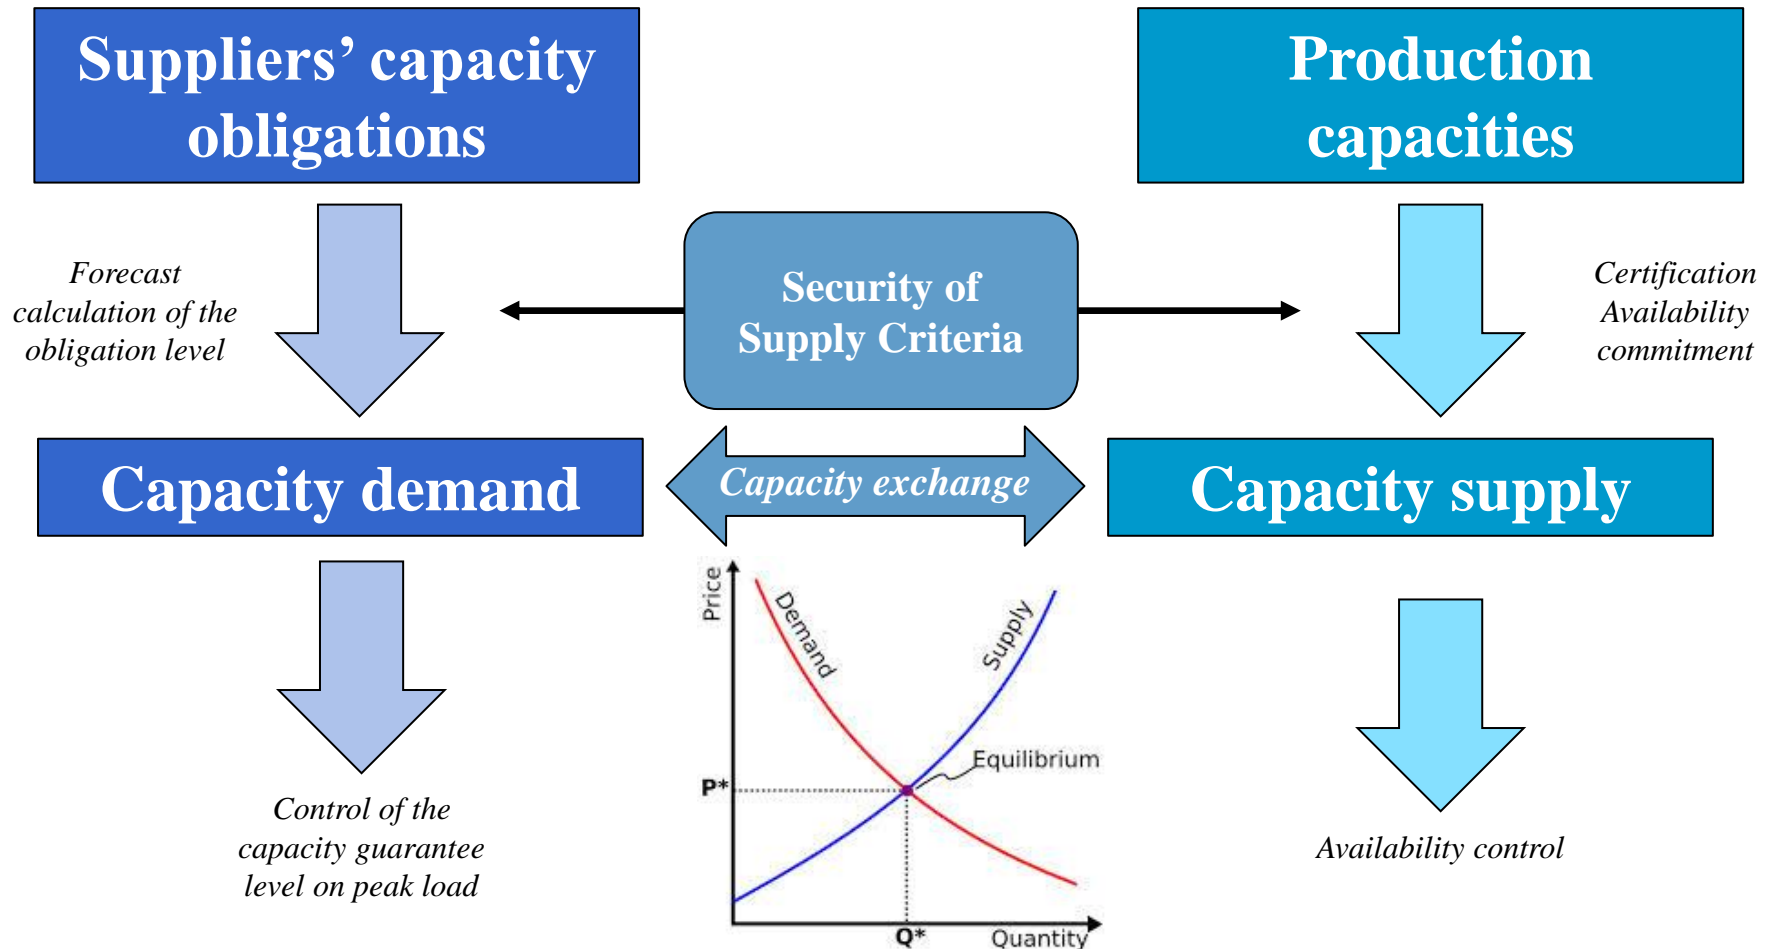 Suppliers’ capacity
obligations
Production
capacities
Forecast
calculation of the
obligation level
Security of
Supply Criteria
Certification
Availability
commitment
Capacity demand
Capacity exchange
Capacity supply
Price
Demand
Supply
Equilibrium
P*
Q*
Quantity
Control of the
capacity guarantee
level on peak load
Availability control